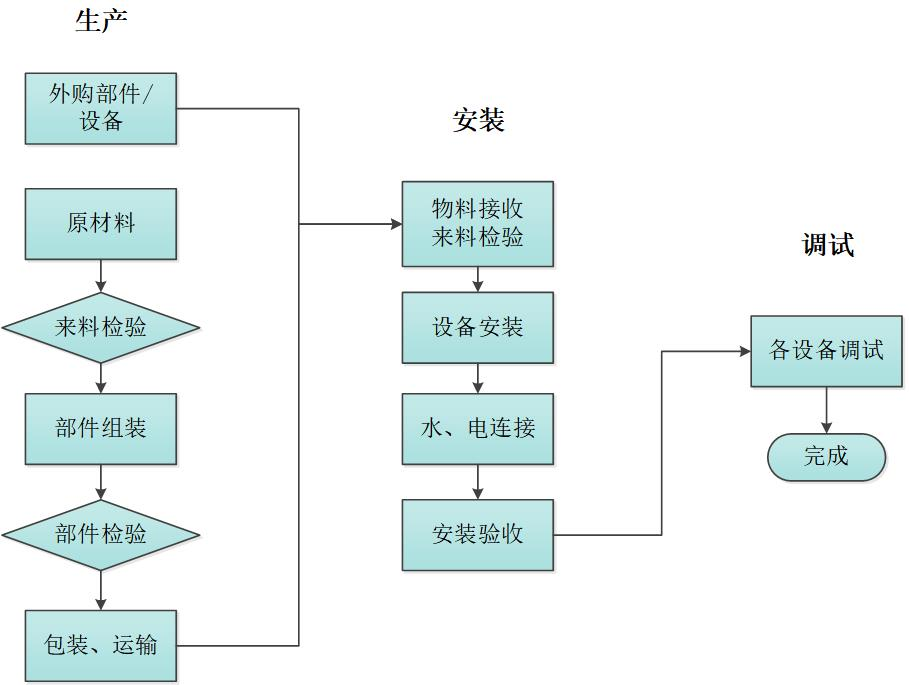 生产
外购部件/
设备
原材料
来料检验
部件组装
部件检验
包装、运输
安装
物料接收
来料检验
设备安装
水、电连接
安装验收
调试
各设备调试
完成